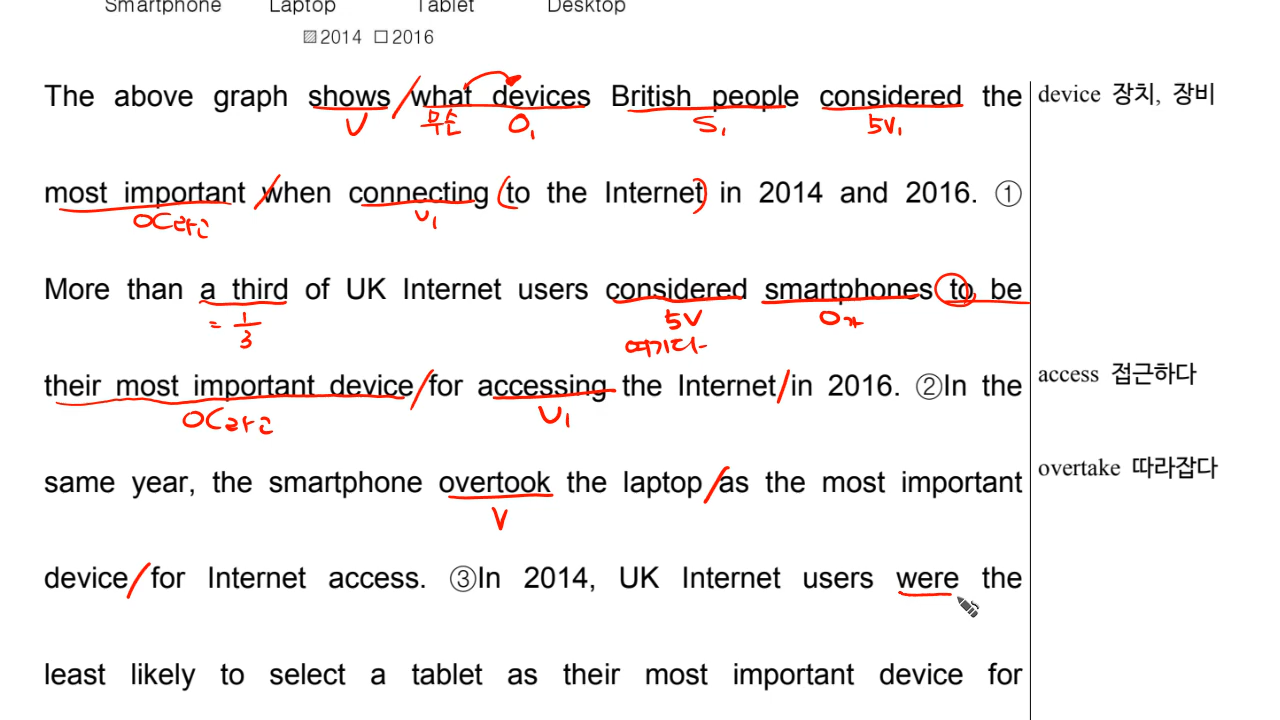 Smartphone Laptop Tablet Desktop
2014 2016
The above graph shows what devices British people considered the
device 장치, 장비
무슨 O₁ S₁ 5V₁
V
most important when connecting (to the Internet) in 2014 and 2016. ①
OC라고 V₁
More than a third of UK Internet users considered smartphones to be
= 1/3 5V O가
여기다
their most important device for accessing the Internet in 2016. ②In the
access 접근하다
OC라고 V₁
same year, the smartphone overtook the laptop as the most important
overtake 따라잡다
V
device for Internet access. ③In 2014, UK Internet users were the
least likely to select a tablet as their most important device for